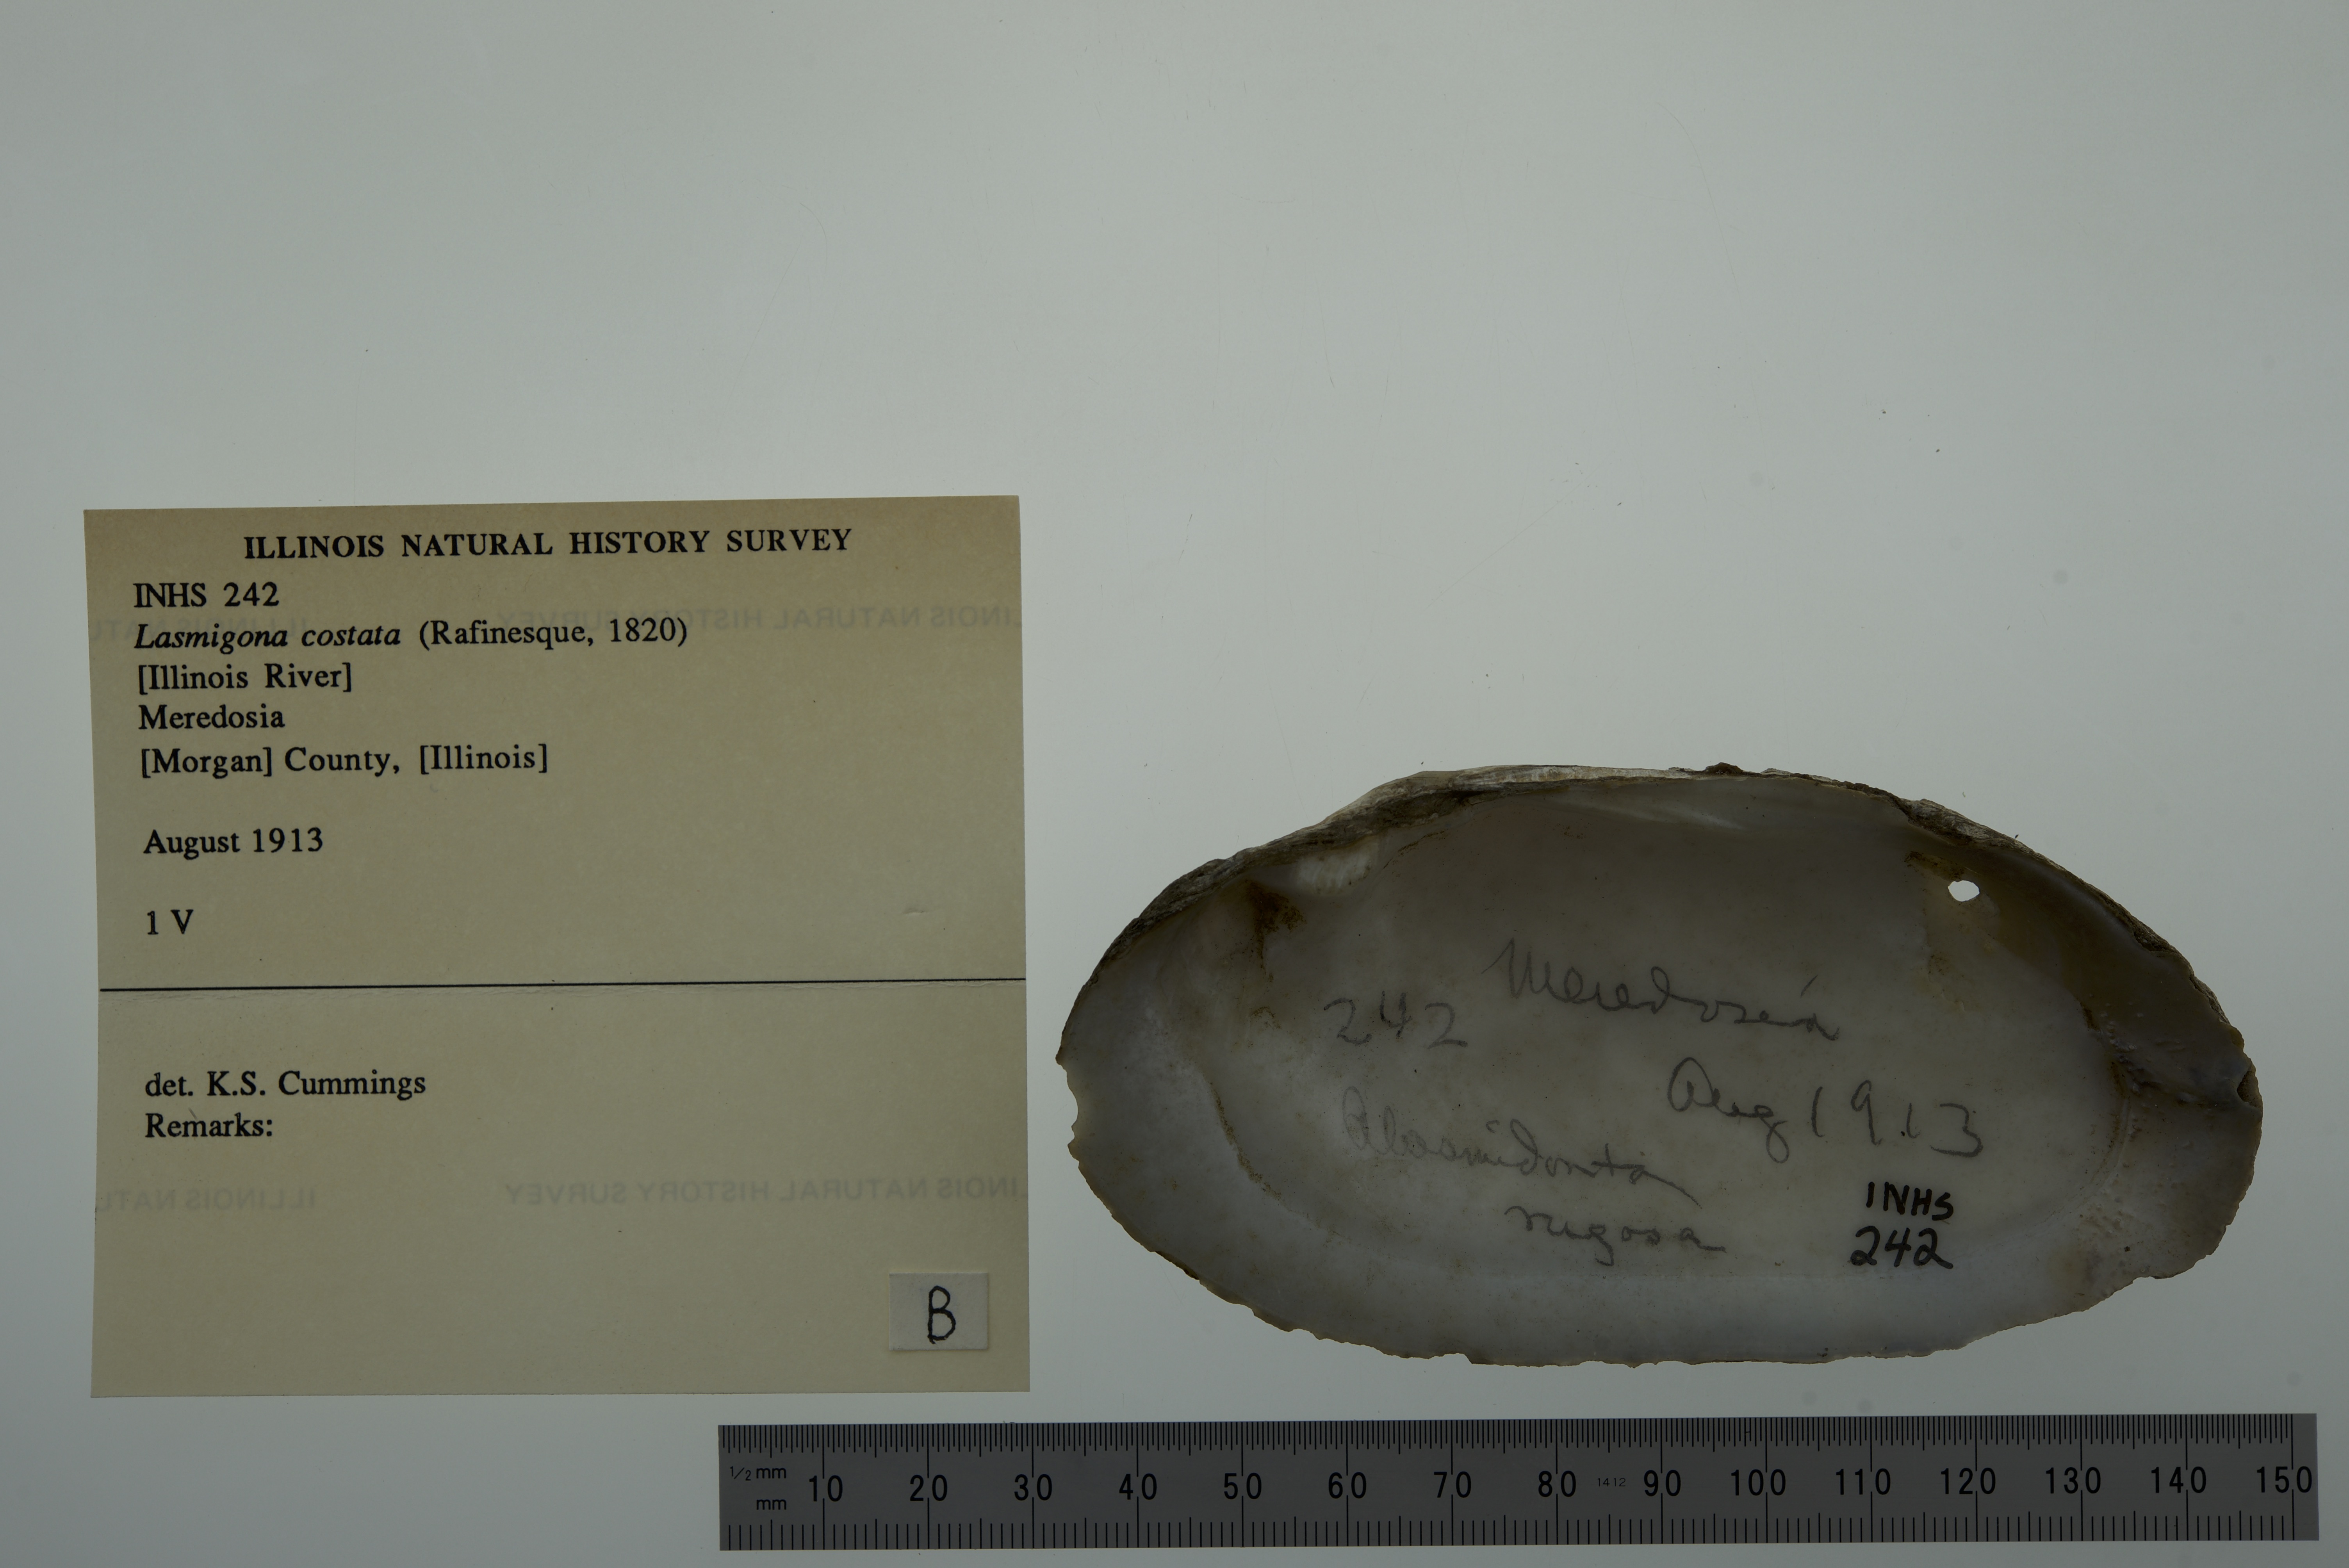 ILLINOIS NATURAL HISTORY SURVEY
INHS 242
Lasmigona costata (Rafinesque, 1820)
[Illinois River]
Meredosia
[Morgan] County, [Illinois]
August 1913
1 V
det. K.S. Cummings
Remarks:
B
Meredosia
242
Aug 1913
Alasmidonta
rugosa
INHS
242
1/2 mm
mm
10 20 30 40 50 60 70 80 1412 90 100 110 120 130 140 150